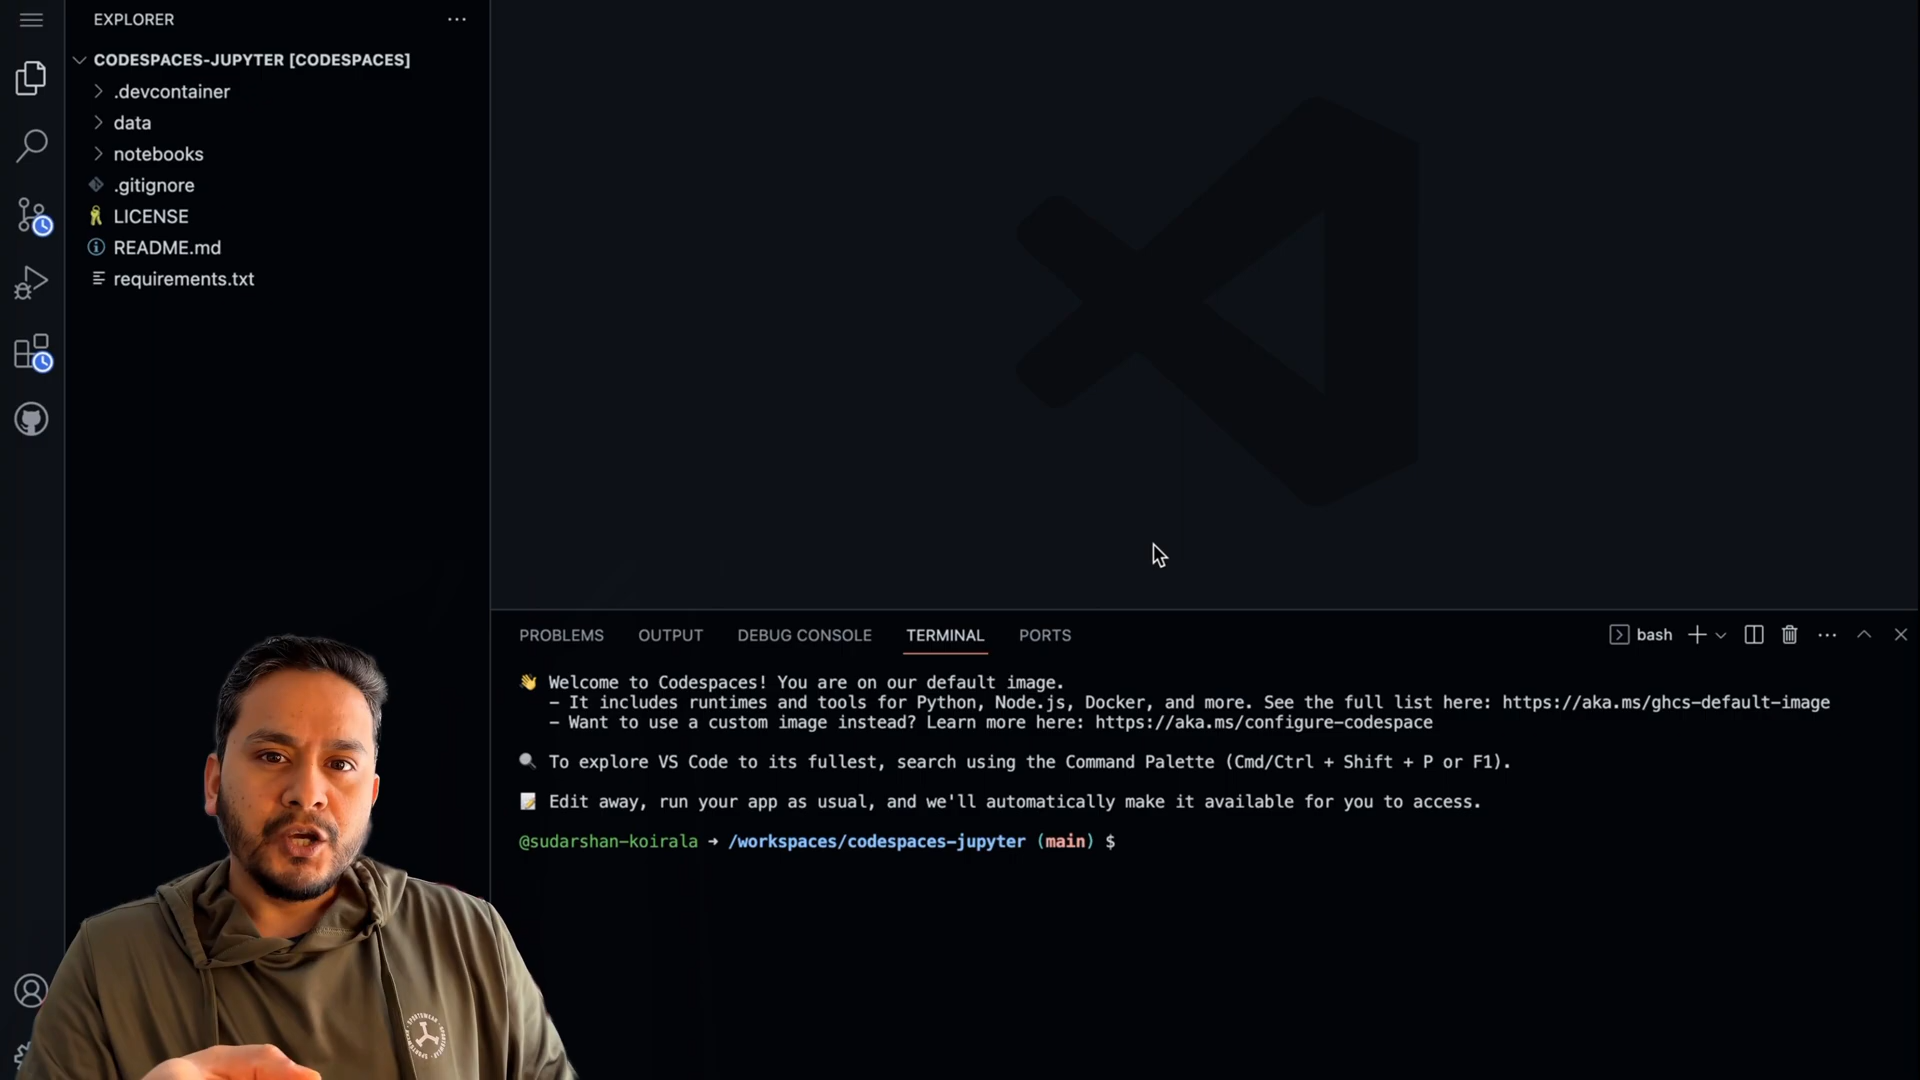 EXPLORER
CODESPACES-JUPYTER [CODESPACES]
.devcontainer
data
notebooks
.gitignore
LICENSE
README.md
requirements.txt
PROBLEMS OUTPUT DEBUG CONSOLE TERMINAL PORTS bash
👋 Welcome to Codespaces! You are on our default image.
- It includes runtimes and tools for Python, Node.js, Docker, and more. See the full list here: https://aka.ms/ghcs-default-image
- Want to use a custom image instead? Learn more here: https://aka.ms/configure-codespace
🔍 To explore VS Code to its fullest, search using the Command Palette (Cmd/Ctrl + Shift + P or F1).
📝 Edit away, run your app as usual, and we'll automatically make it available for you to access.
@sudarshan-koirala ➜ /workspaces/codespaces-jupyter (main) $